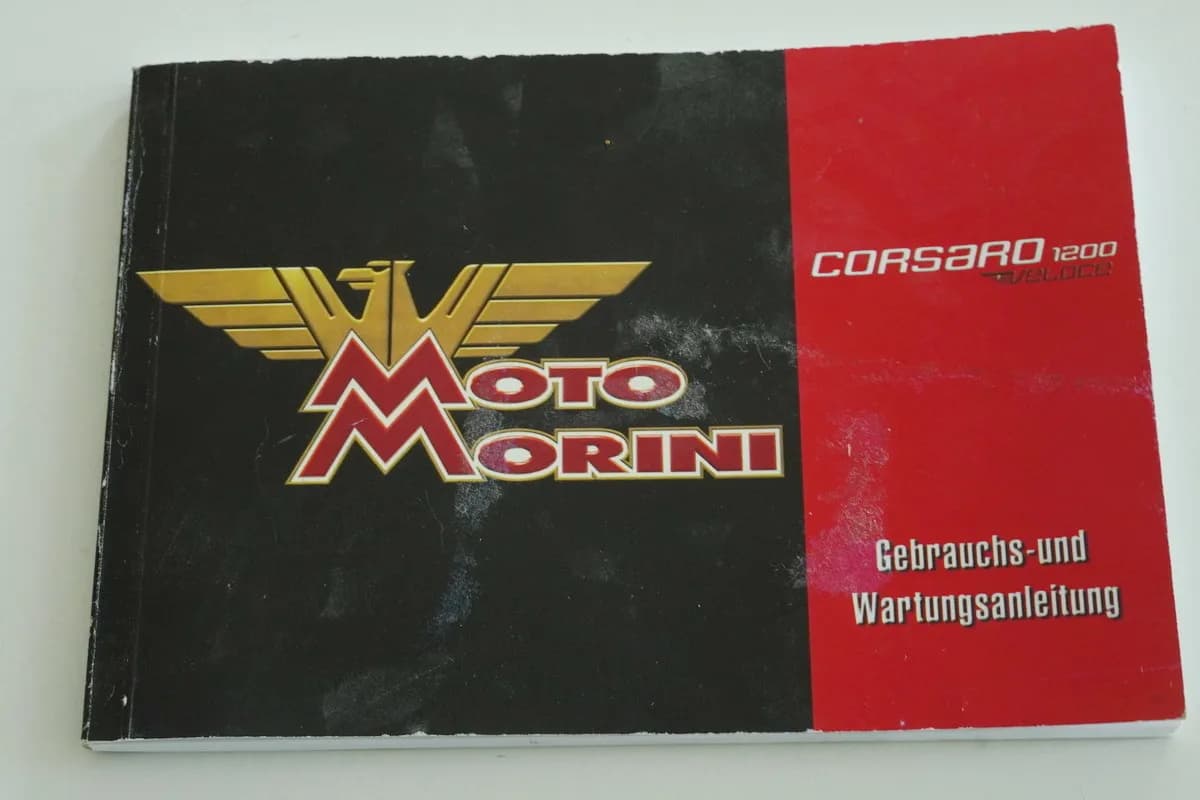 MOTO
MORINI
CORSARO 1200
VELOCE
Gebrauchs-und
Wartungsanleitung